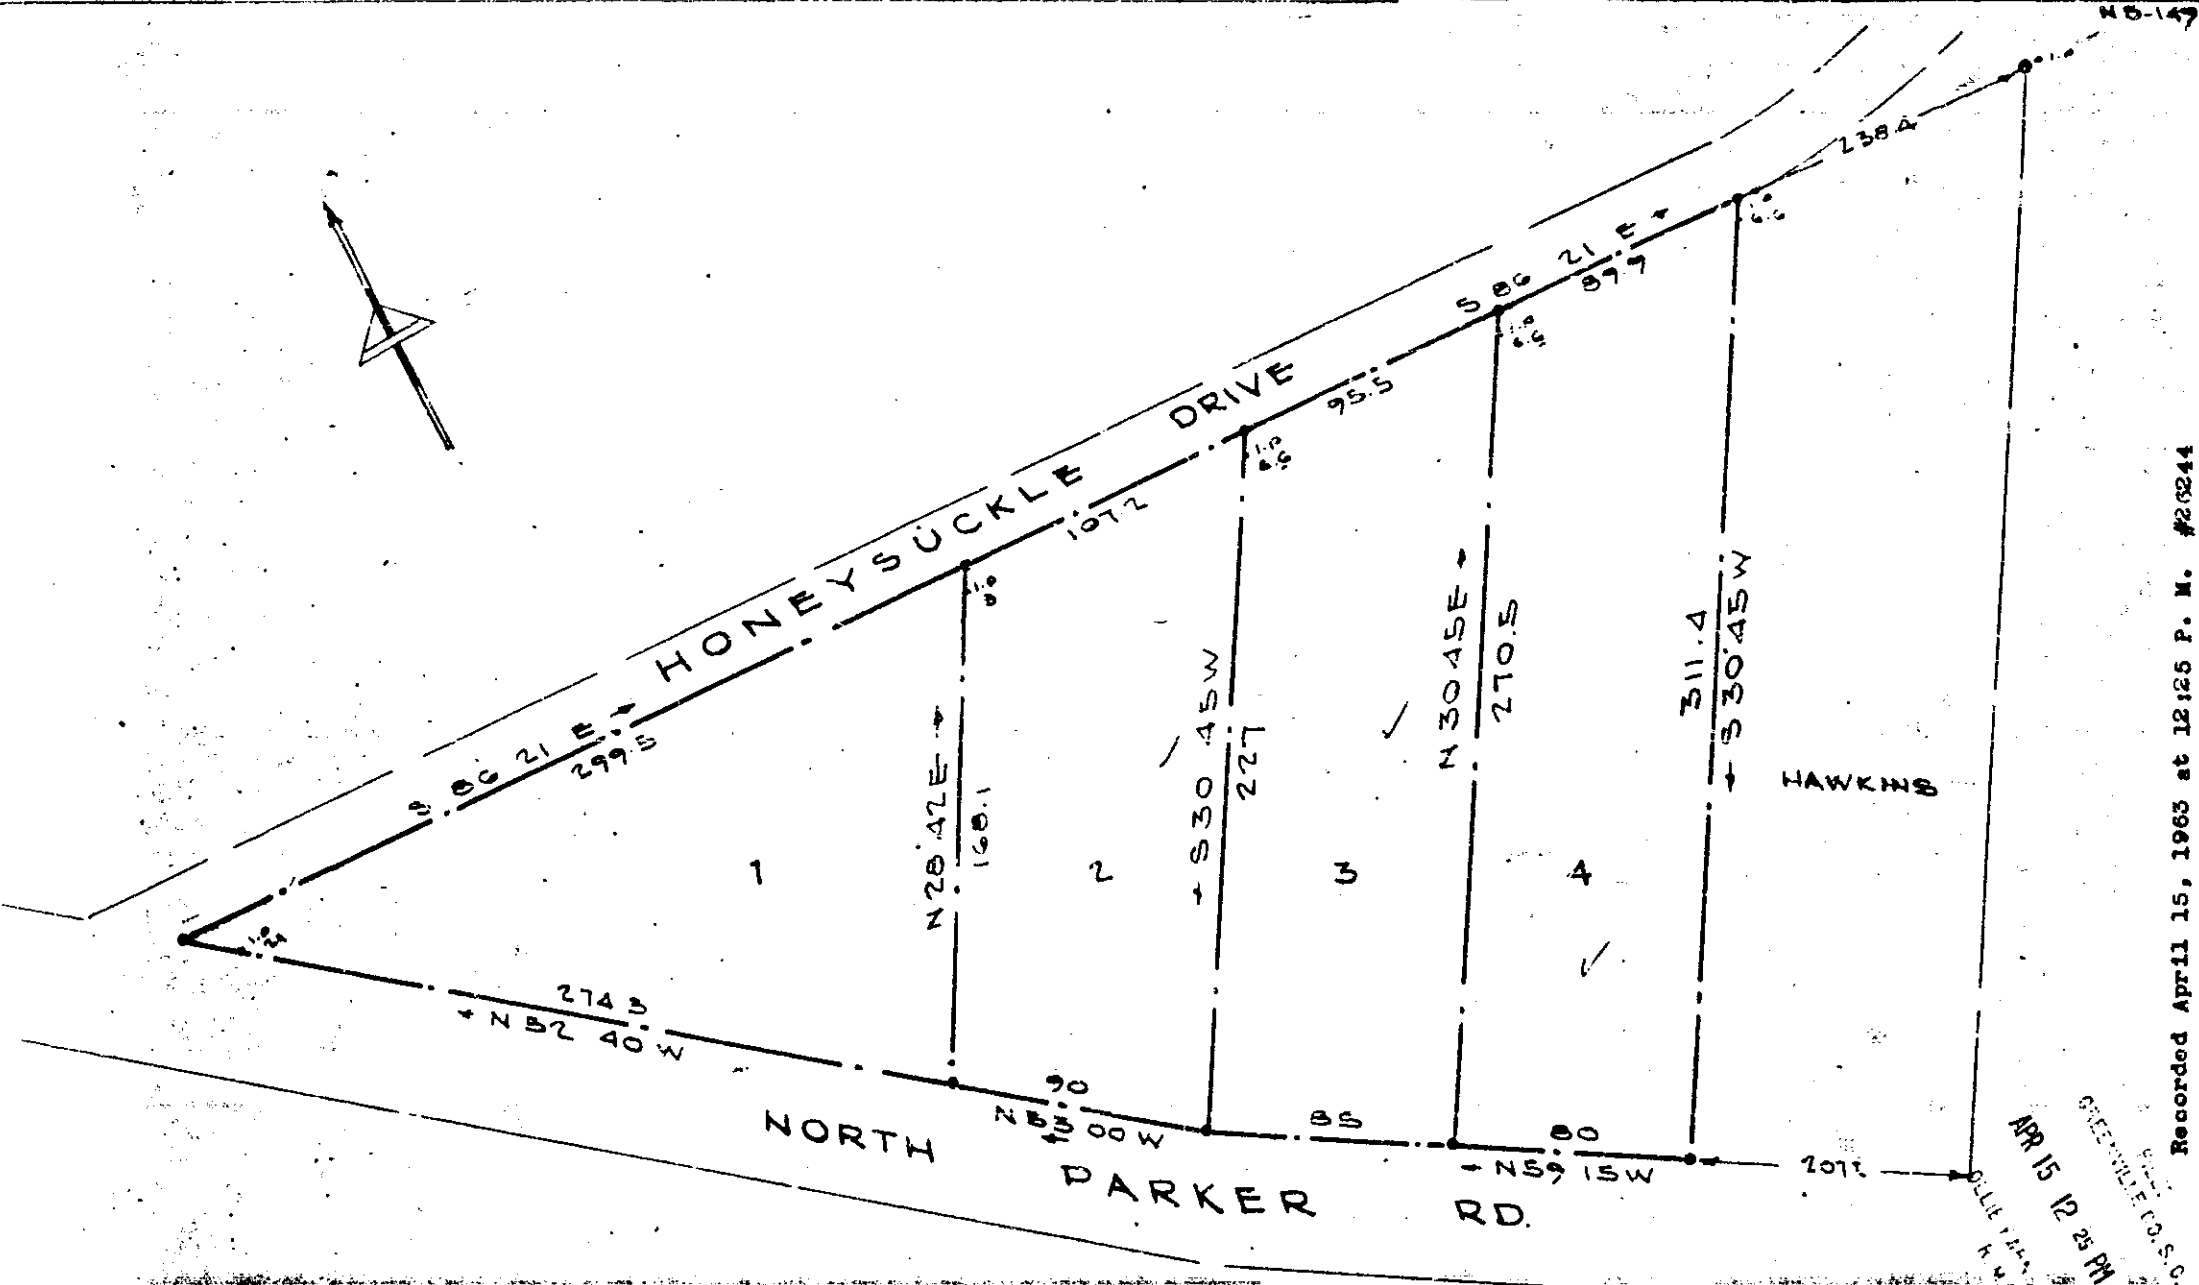 NB-149
238.4
S 86 21 E
89.9
95.5
HONEYSUCKLE DRIVE
107.2
S 86 21 E
299.5
N 28 42 E
168.1
S 30 45 W
227
N 30 45 E
270.5
311.4
S 30 45 W
HAWKINS
1
2
3
4
274 3
N 52 40 W
90
N 53 00 W
85
80
N 59 15 W
NORTH PARKER RD.
Recorded April 15, 1963 at 12:25 P. M. #26244
GREENVILLE CO. S.C.
APR 15 12 25 PM